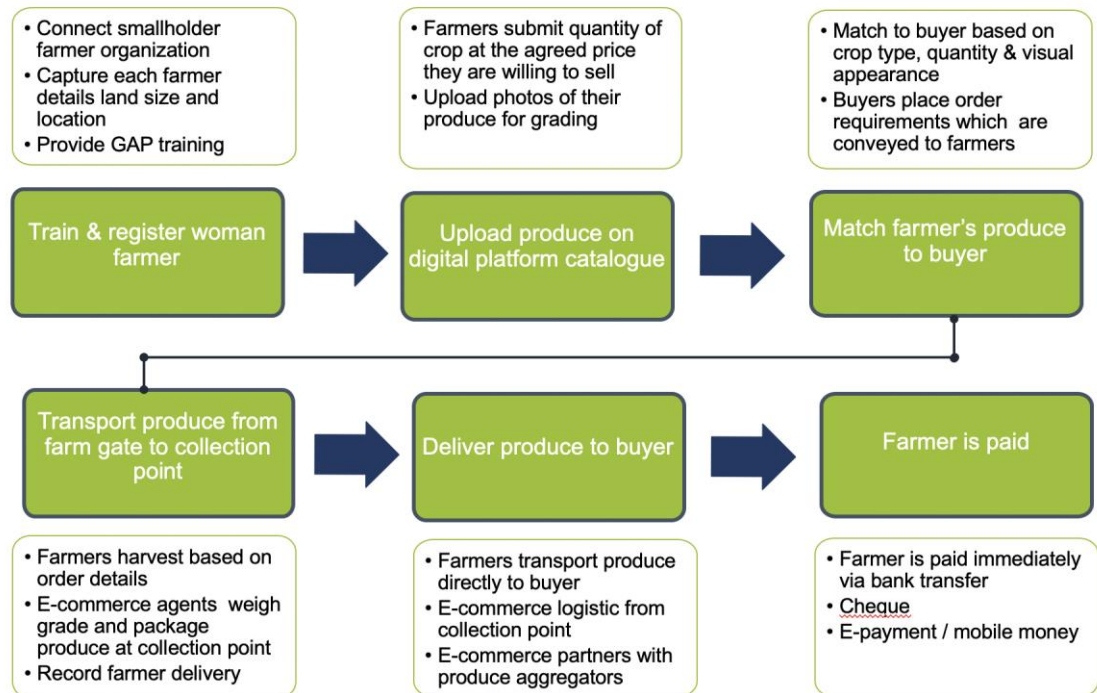 • Connect smallholder
farmer organization
• Capture each farmer
details land size and
location
• Provide GAP training
• Farmers submit quantity of
crop at the agreed price
they are willing to sell
• Upload photos of their
produce for grading
• Match to buyer based on
crop type, quantity & visual
appearance
• Buyers place order
requirements which are
conveyed to farmers
Train & register woman
farmer
Upload produce on
digital platform catalogue
Match farmer's produce
to buyer
Transport produce from
farm gate to collection
point
Deliver produce to buyer
Farmer is paid
• Farmers harvest based on
order details
• E-commerce agents weigh
grade and package
produce at collection point
• Record farmer delivery
• Farmers transport produce
directly to buyer
• E-commerce logistic from
collection point
• E-commerce partners with
produce aggregators
• Farmer is paid immediately
via bank transfer
• Cheque
• E-payment / mobile money